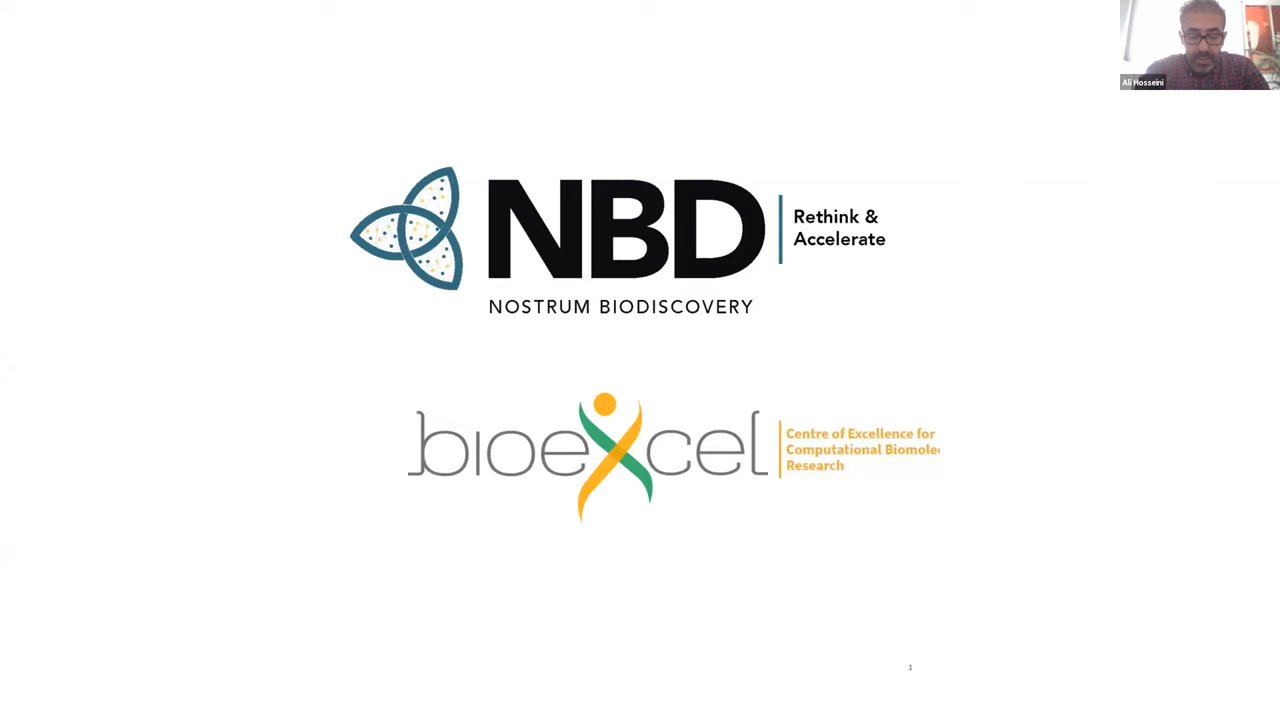 Ali Hosseini
NBD
Rethink &
Accelerate
NOSTRUM BIODISCOVERY
bioexcel
Centre of Excellence for
Computational Biomole
Research
1